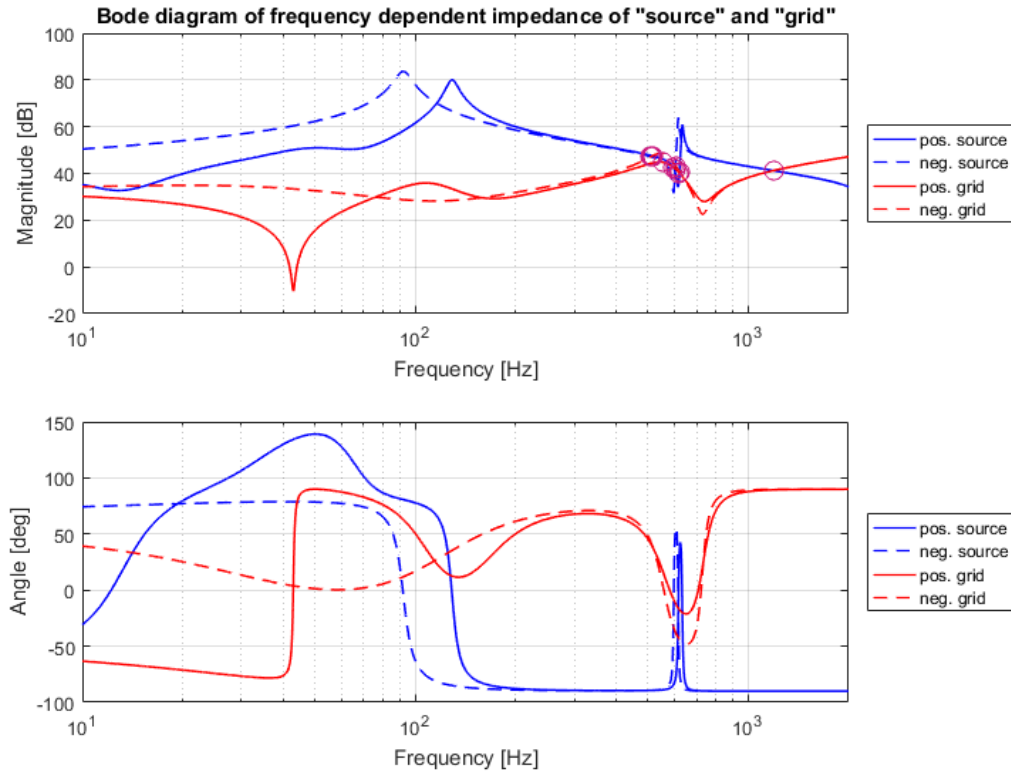 Bode diagram of frequency dependent impedance of "source" and "grid"
Magnitude [dB]
100
80
60
40
20
0
-20
10^1
10^2
10^3
Frequency [Hz]
pos. source
neg. source
pos. grid
neg. grid
Angle [deg]
150
100
50
0
-50
-100
10^1
10^2
10^3
Frequency [Hz]
pos. source
neg. source
pos. grid
neg. grid